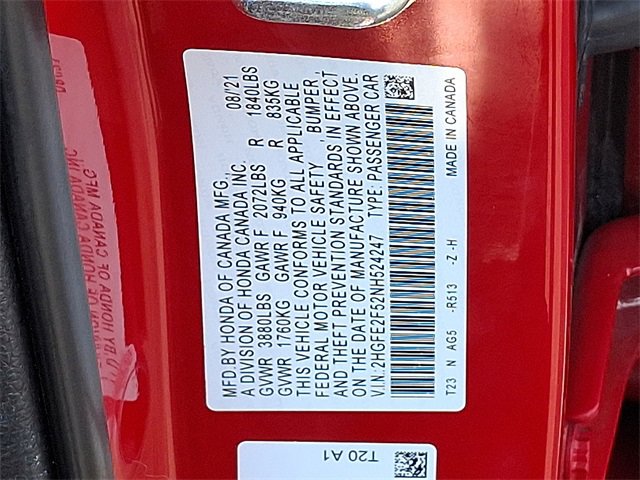 MFD.BY HONDA OF CANADA MFG., 08/'21
A DIVISION OF HONDA CANADA INC.
GVWR 3880LBS GAWR F 2072LBS R 1840LBS
GVWR 1760KG GAWR F 940KG R 835KG
THIS VEHICLE CONFORMS TO ALL APPLICABLE
FEDERAL MOTOR VEHICLE SAFETY , BUMPER ,
AND THEFT PREVENTION STANDARDS IN EFFECT
ON THE DATE OF MANUFACTURE SHOWN ABOVE.
V.I.N.:2HGFE2F52NH524247 TYPE: PASSENGER CAR
T23 N AG5 -R513 -Z -H MADE IN CANADA
T20 A1